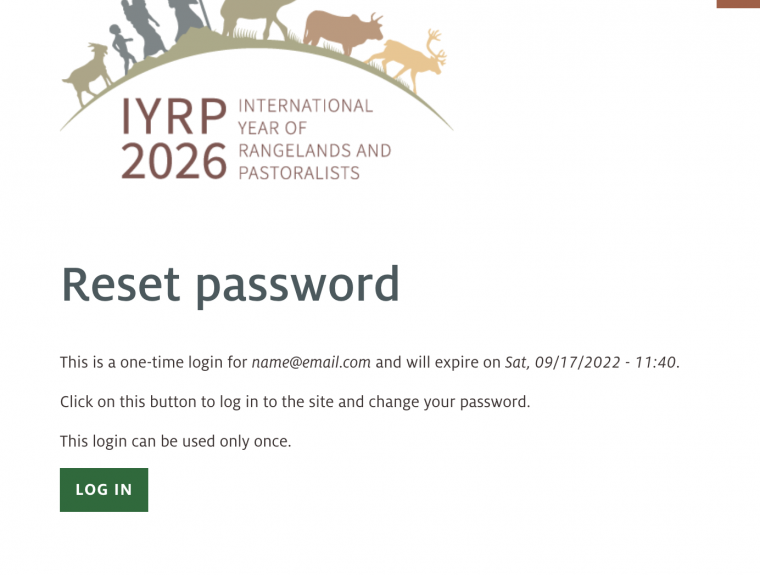 IYRP
2026
INTERNATIONAL
YEAR OF
RANGELANDS AND
PASTORALISTS
Reset password
This is a one-time login for name@email.com and will expire on Sat, 09/17/2022 - 11:40.
Click on this button to log in to the site and change your password.
This login can be used only once.
LOG IN